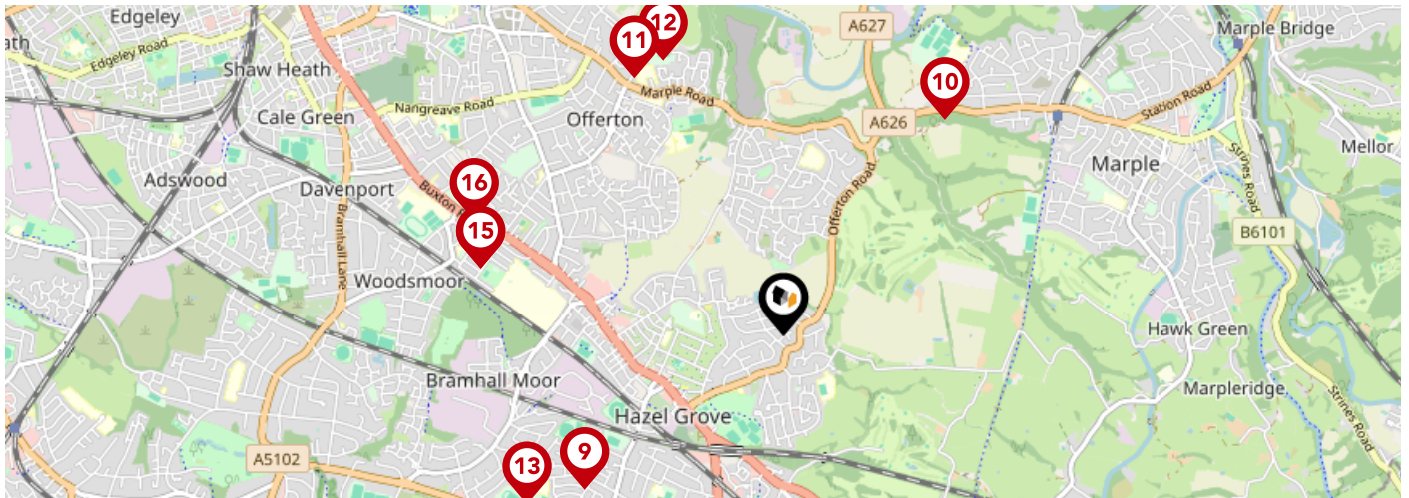 Edgeley
12
11
A627
Marple Bridge
ath
Edgeley Road
Shaw Heath
10
Nangreave Road
Marple Road
Station Road
Cale Green
Offerton
A626
Mellor
Marple
Strines Road
Adswood
Davenport
16
Buxton R
Offerton Road
Bramhall Lane
15
B6101
Woodsmoor
Hawk Green
Bramhall Moor
Marpleridge
Strines Road
Hazel Grove
A5102
13
9